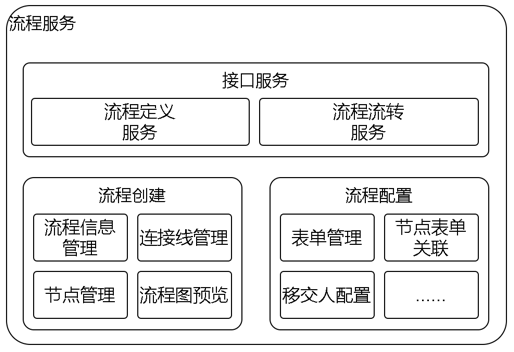 流程服务
接口服务
流程定义
服务
流程流转
服务
流程创建
流程信息
管理
连接线管理
节点管理
流程图预览
流程配置
表单管理
节点表单
关联
移交人配置
……